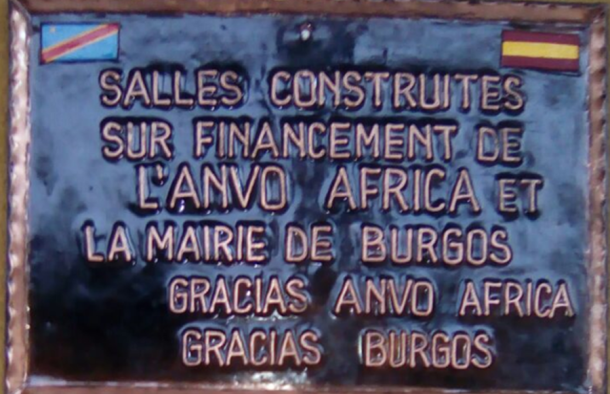 SALLES CONSTRUITES
SUR FINANCEMENT DE
L'ANVO AFRICA ET
LA MAIRIE DE BURGOS
GRACIAS ANVO AFRICA
GRACIAS BURGOS